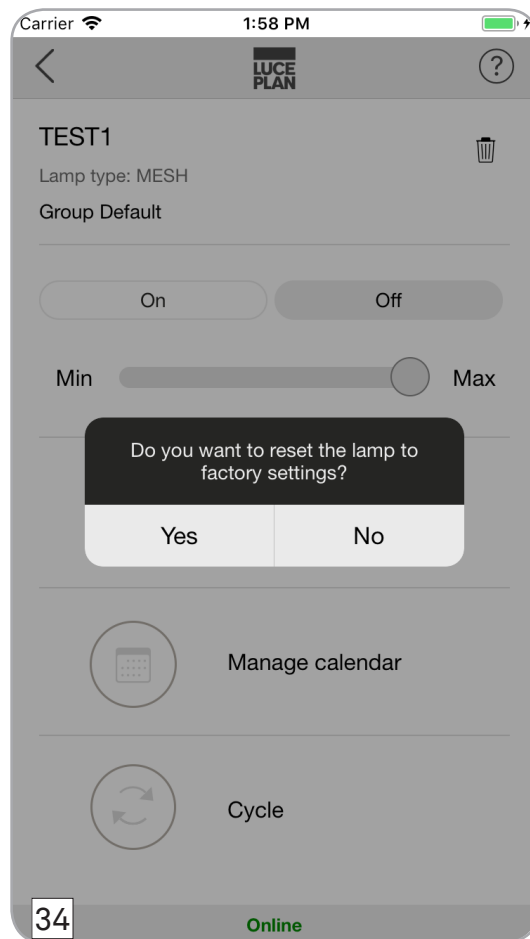 Carrier 1:58 PM
LUCE
PLAN
?
TEST1
Lamp type: MESH
Group Default
On Off
Min Max
Do you want to reset the lamp to
factory settings?
Yes No
Manage calendar
Cycle
34
Online